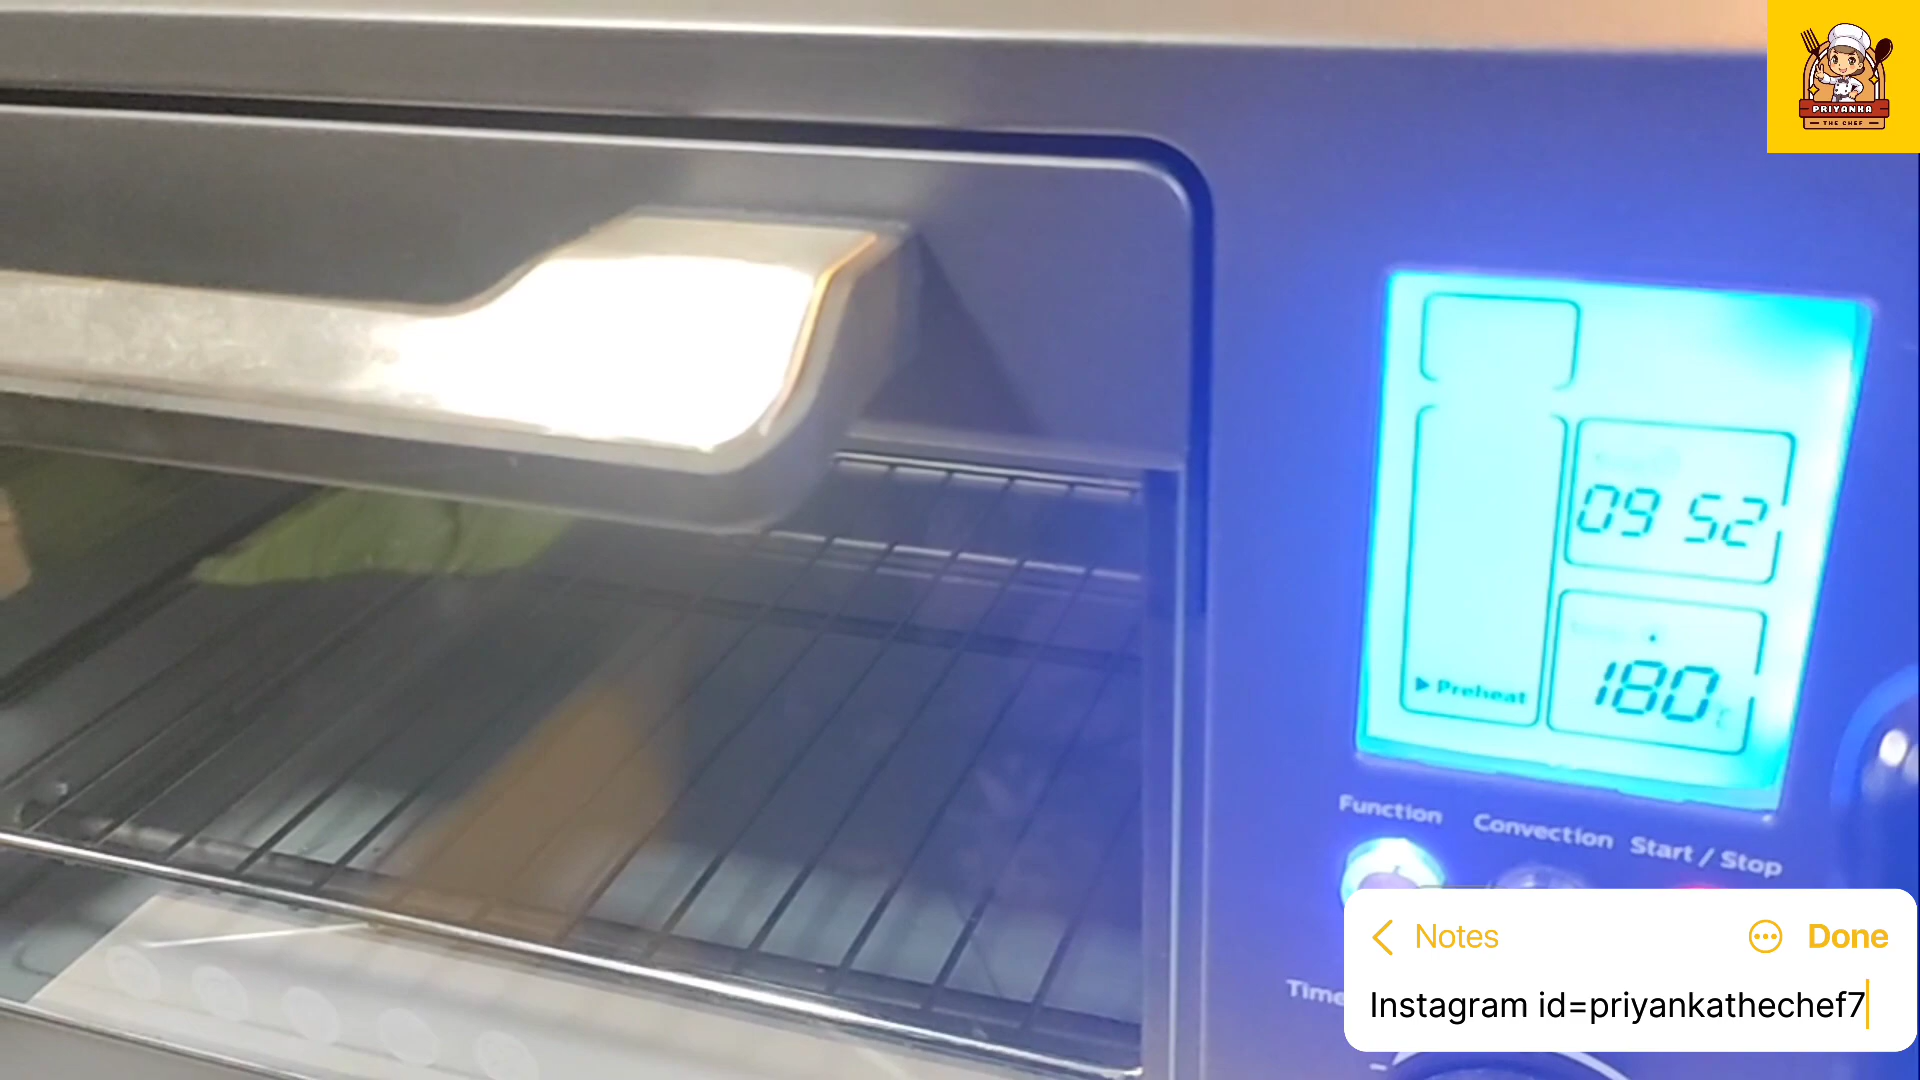 PRIYANKA
THE CHEF
09 52
180
Preheat
Function
Convection
Start / Stop
Time
Notes
Done
Instagram id=priyankathechef7